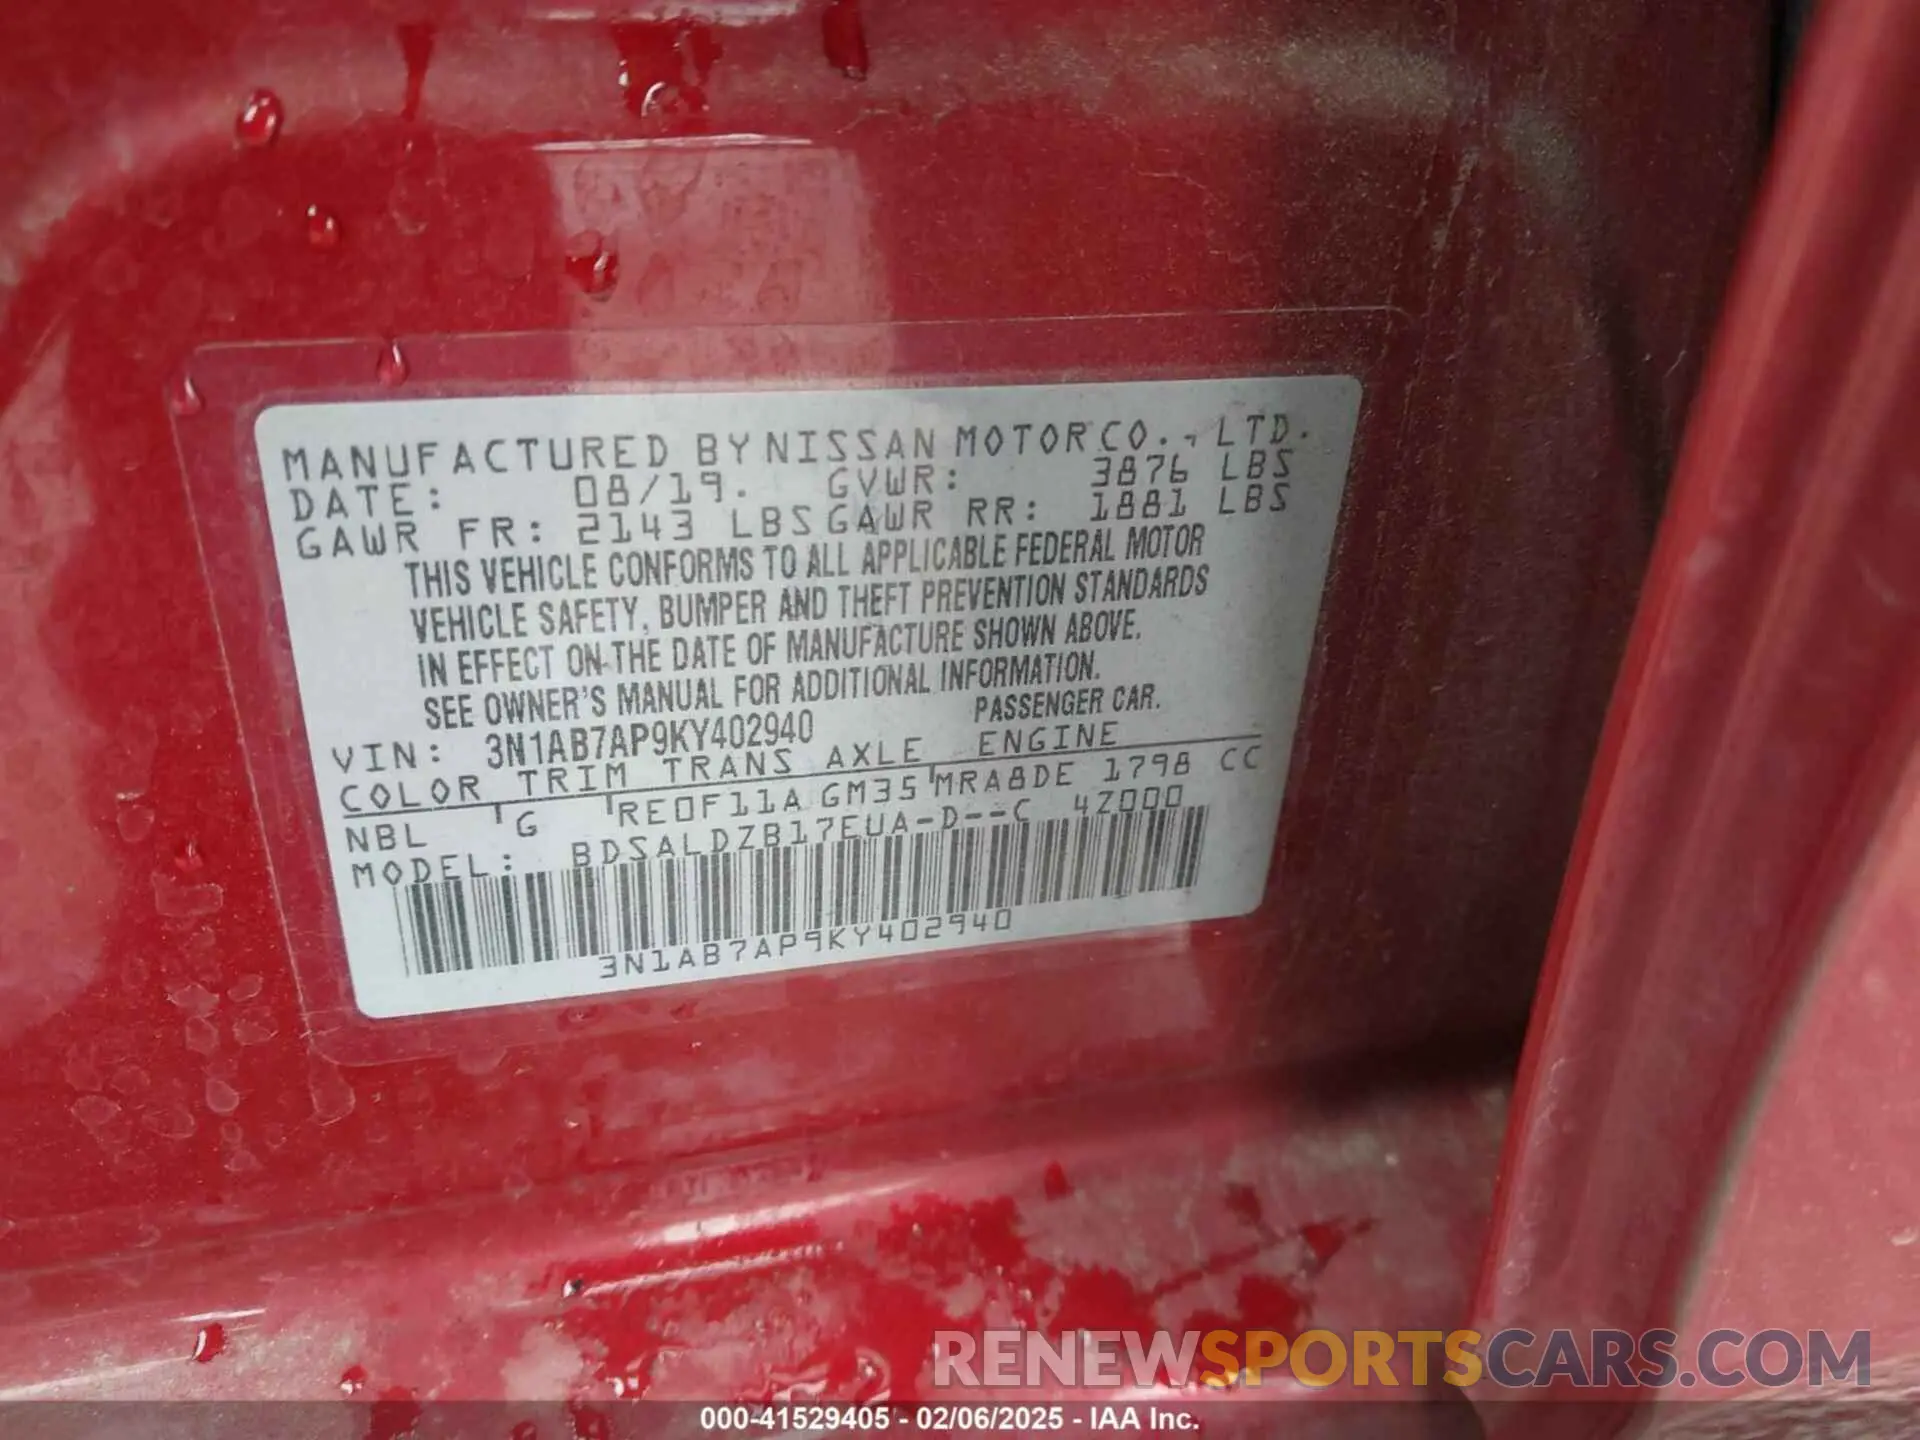 MANUFACTURED BY NISSAN MOTOR CO., LTD.
DATE: 08/19. GVWR: 3876 LBS
GAWR FR: 2143 LBS GAWR RR: 1881 LBS
THIS VEHICLE CONFORMS TO ALL APPLICABLE FEDERAL MOTOR
VEHICLE SAFETY, BUMPER AND THEFT PREVENTION STANDARDS
IN EFFECT ON THE DATE OF MANUFACTURE SHOWN ABOVE.
SEE OWNER'S MANUAL FOR ADDITIONAL INFORMATION.
VIN: 3N1AB7AP9KY402940 PASSENGER CAR.
COLOR TRIM TRANS AXLE ENGINE
NBL G RE0F11A GM35 MRA8DE 1798 CC
MODEL: BDSALDZB17EUA-D--C 4Z000
3N1AB7AP9KY402940
RENEWSPORTSCARS.COM
000-41529405 - 02/06/2025 - IAA Inc.